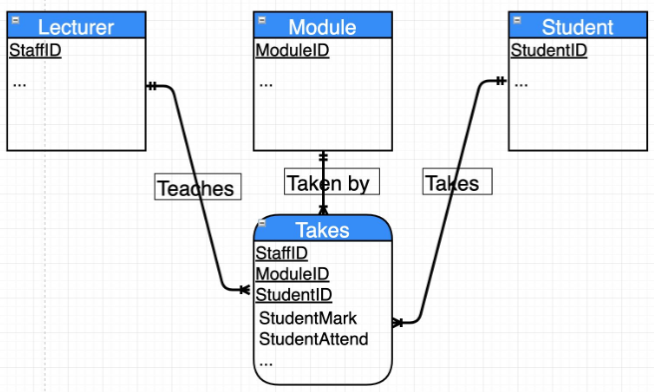 Lecturer
StaffID
...
Module
ModuleID
...
Student
StudentID
...
Teaches
Taken by
Takes
Takes
StaffID
ModuleID
StudentID
StudentMark
StudentAttend
...